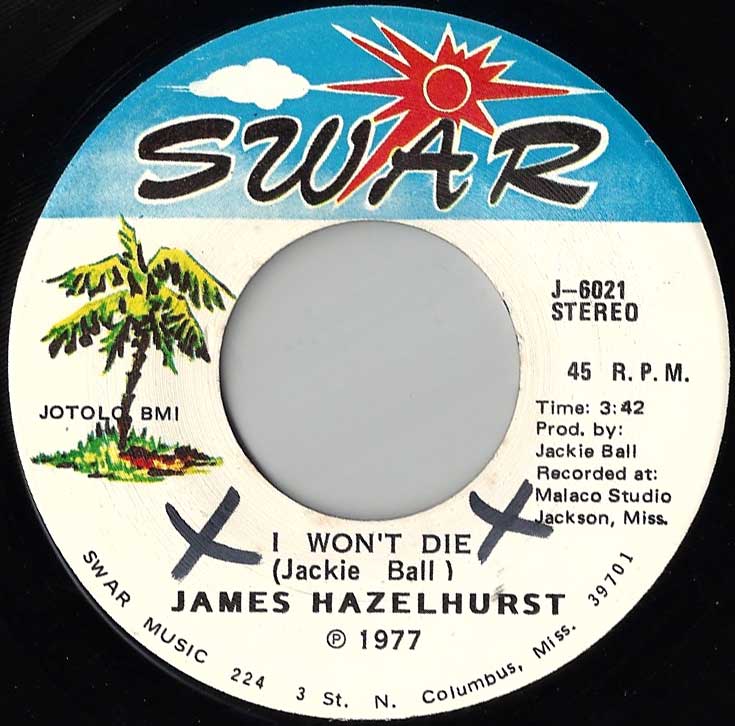 SWAR
J-6021
STEREO
45 R. P. M.
JOTOLO BMI
Time: 3:42
Prod. by:
Jackie Ball
Recorded at:
Malaco Studio
Jackson, Miss.
I WON'T DIE
(Jackie Ball)
JAMES HAZELHURST
℗ 1977
SWAR MUSIC 224 3 St. N. Columbus, Miss. 39701